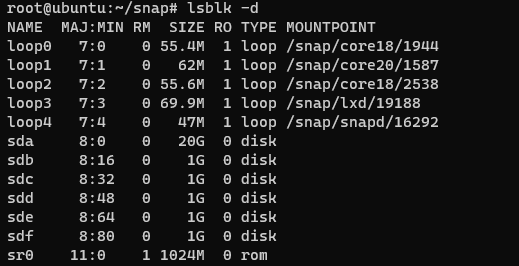 root@ubuntu:~/snap# lsblk -d
NAME  MAJ:MIN RM  SIZE RO TYPE MOUNTPOINT
loop0   7:0    0 55.4M  1 loop /snap/core18/1944
loop1   7:1    0   62M  1 loop /snap/core20/1587
loop2   7:2    0 55.6M  1 loop /snap/core18/2538
loop3   7:3    0 69.9M  1 loop /snap/lxd/19188
loop4   7:4    0   47M  1 loop /snap/snapd/16292
sda     8:0    0   20G  0 disk
sdb     8:16   0    1G  0 disk
sdc     8:32   0    1G  0 disk
sdd     8:48   0    1G  0 disk
sde     8:64   0    1G  0 disk
sdf     8:80   0    1G  0 disk
sr0    11:0    1 1024M  0 rom